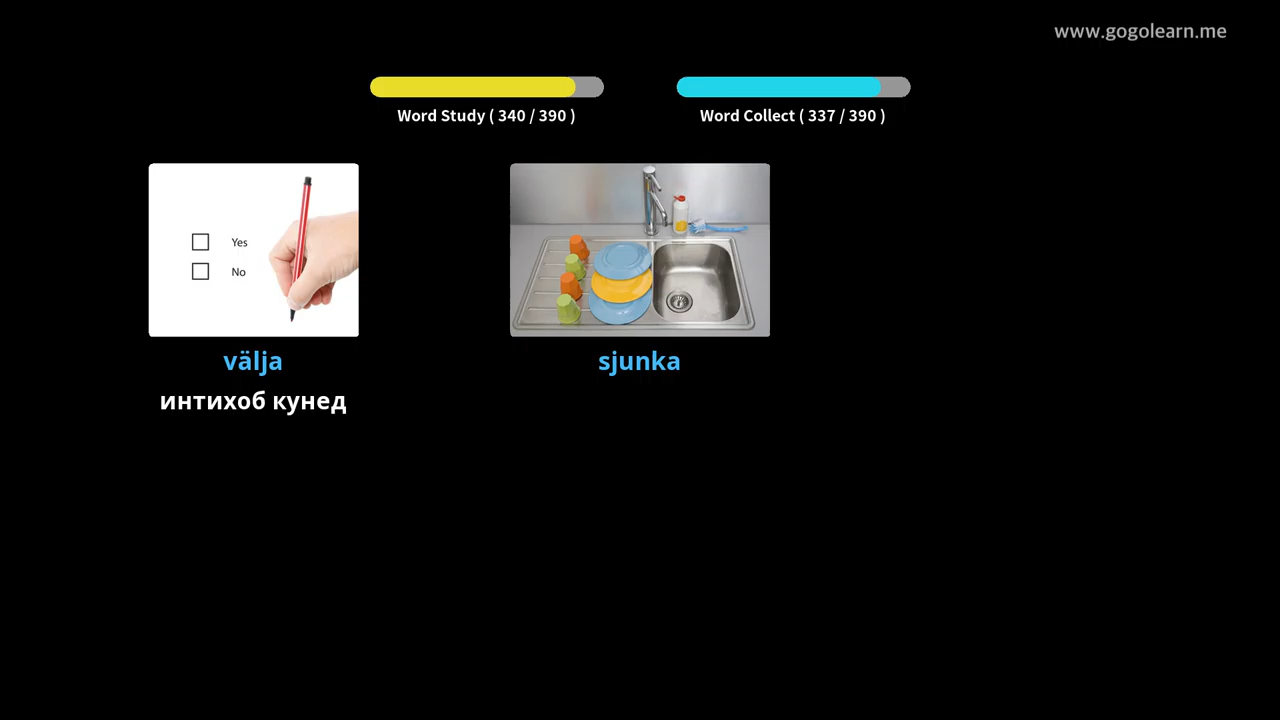 www.gogolearn.me
Word Study ( 340 / 390 )
Word Collect ( 337 / 390 )
Yes
No
välja
sjunka
интихоб кунед